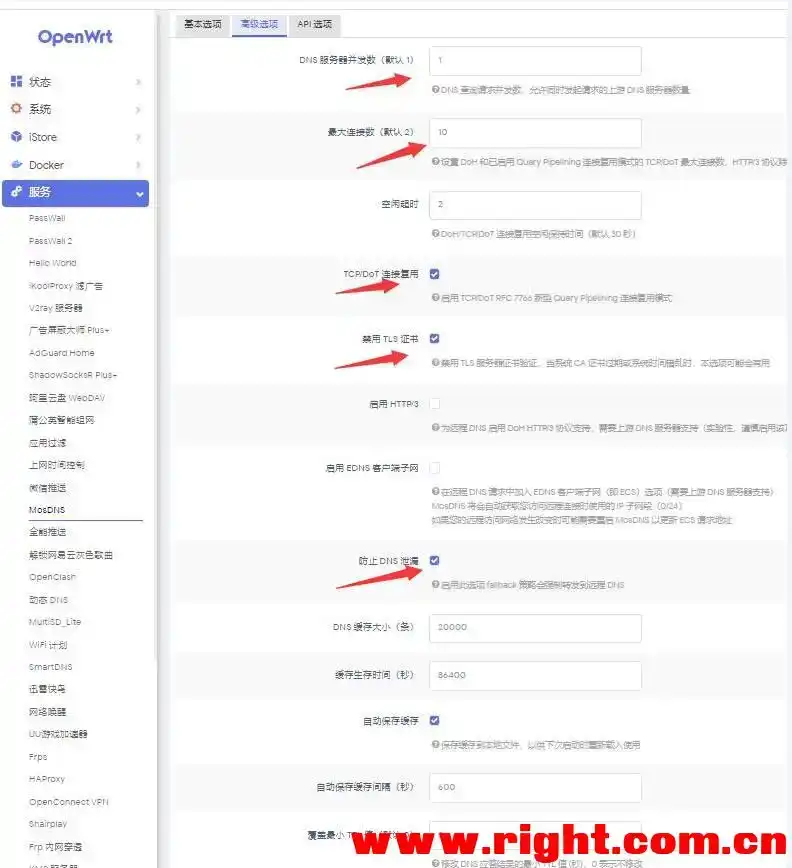 OpenWrt
状态
系统
iStore
Docker
服务
PassWall
PassWall 2
Hello World
iKoolProxy 滤广告
V2ray 服务器
广告屏蔽大师 Plus+
AdGuard Home
ShadowSocksR Plus+
阿里云盘 WebDAV
蒲公英智能组网
应用过滤
上网时间控制
微信推送
MosDNS
全能推送
解锁网易云灰色歌曲
OpenClash
动态 DNS
MultiSD_Lite
WiFi 计划
SmartDNS
迅雷快鸟
网络唤醒
UU游戏加速器
Frps
HAProxy
OpenConnect VPN
Shairplay
Frp 内网穿透
基本选项 高级选项 API 选项
DNS 服务器并发数（默认 1） 1
DNS 查询请求并发数，允许同时发起请求的上游 DNS 服务器数量
最大连接数（默认 2） 10
设置 DoH 和已启用 Quary Pipelining 连接复用模式的 TCP/DoT 最大连接数，HTTP/3 协议除
空闲超时 2
DoH/TCP/DoT 连接复用空闲保持时间（默认 30 秒）
TCP/DoT 连接复用
启用 TCP/DoT RFC 7766 新型 Query Pipelining 连接复用模式
禁用 TLS 证书
禁用 TLS 服务器证书验证，当系统 CA 证书过期或系统时间错乱时，本选项可能会有用
启用 HTTP/3
为远程 DNS 启用 DoH HTTP/3 协议支持，需要上游 DNS 服务器支持（实验性，谨慎启用该
启用 EDNS 客户端子网
在远程 DNS 请求中加入 EDNS 客户端子网（即 ECS）选项（需要上游 DNS 服务器支持）
MosDNS 将会自动获取您访问远程连接时使用的 IP 子网段（0/24）
如果您的远程访问网络发生改变时可能需要重启 MosDNS 以更新 ECS 请求地址
防止 DNS 泄漏
启用此选项 fallback 策略会强制转发到远程 DNS
DNS 缓存大小（条） 20000
缓存生存时间（秒） 86400
自动保存缓存
保存缓存到本地文件，以供下次启动时重新载入使用
自动保存缓存间隔（秒） 600
覆盖最小 T
www.right.com.cn
修改 DNS 应答结果的最小 TTL 值 (秒)，0 表示不修改